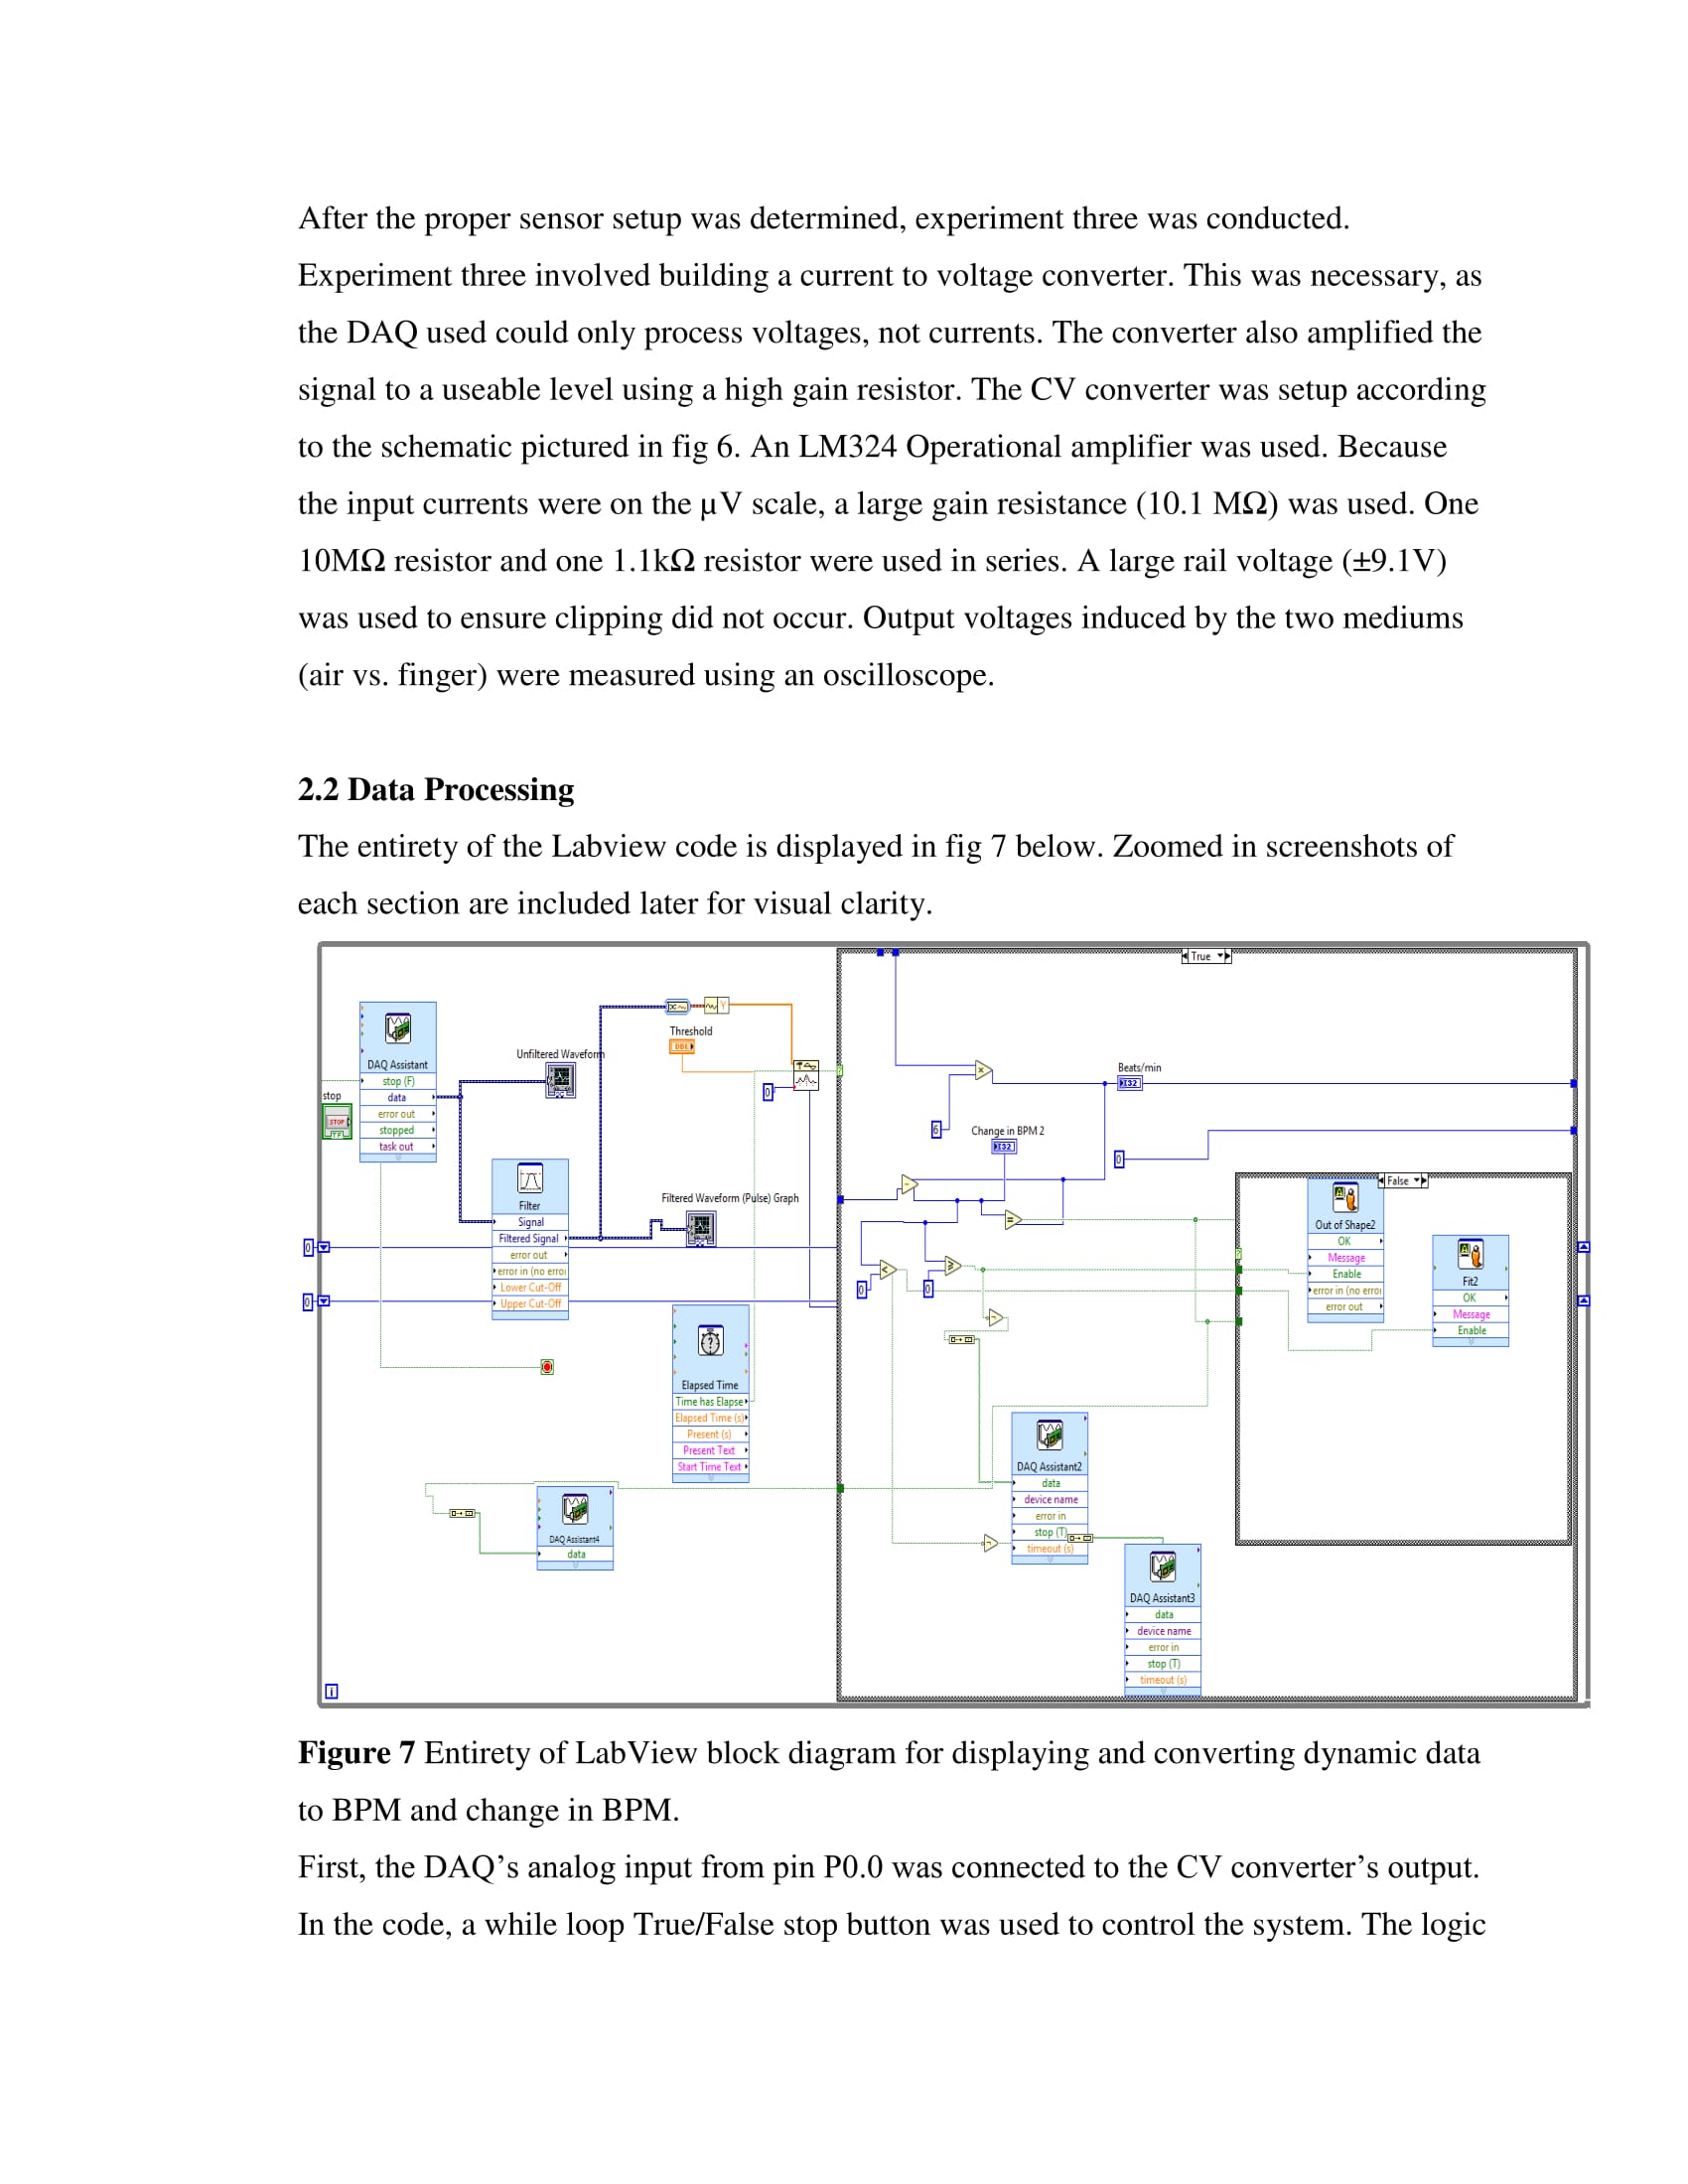 After the proper sensor setup was determined, experiment three was conducted.
Experiment three involved building a current to voltage converter. This was necessary, as
the DAQ used could only process voltages, not currents. The converter also amplified the
signal to a useable level using a high gain resistor. The CV converter was setup according
to the schematic pictured in fig 6. An LM324 Operational amplifier was used. Because
the input currents were on the µV scale, a large gain resistance (10.1 MΩ) was used. One
10MΩ resistor and one 1.1kΩ resistor were used in series. A large rail voltage (±9.1V)
was used to ensure clipping did not occur. Output voltages induced by the two mediums
(air vs. finger) were measured using an oscilloscope.
2.2 Data Processing
The entirety of the Labview code is displayed in fig 7 below. Zoomed in screenshots of
each section are included later for visual clarity.
DAQ Assistant
stop (F)
data
error out
stopped
task out
stop
STOP
TF
Unfiltered Waveform
Filter
Signal
Filtered Signal
error out
error in (no error
Lower Cut-Off
Upper Cut-Off
0
0
Threshold
DBL
0
Filtered Waveform (Pulse) Graph
Elapsed Time
Time has Elapse
Elapsed Time (s)
Present (s)
Present Text
Start Time Text
DAQ Assistant4
data
i
True
Beats/min
I32
6
Change in BPM 2
I32
0
0
0
DAQ Assistant2
data
device name
error in
stop (T)
timeout (s)
DAQ Assistant3
data
device name
error in
stop (T)
timeout (s)
False
Out of Shape2
OK
Message
Enable
error in (no error
error out
Fit2
OK
Message
Enable
Figure 7 Entirety of LabView block diagram for displaying and converting dynamic data
to BPM and change in BPM.
First, the DAQ’s analog input from pin P0.0 was connected to the CV converter’s output.
In the code, a while loop True/False stop button was used to control the system. The logic